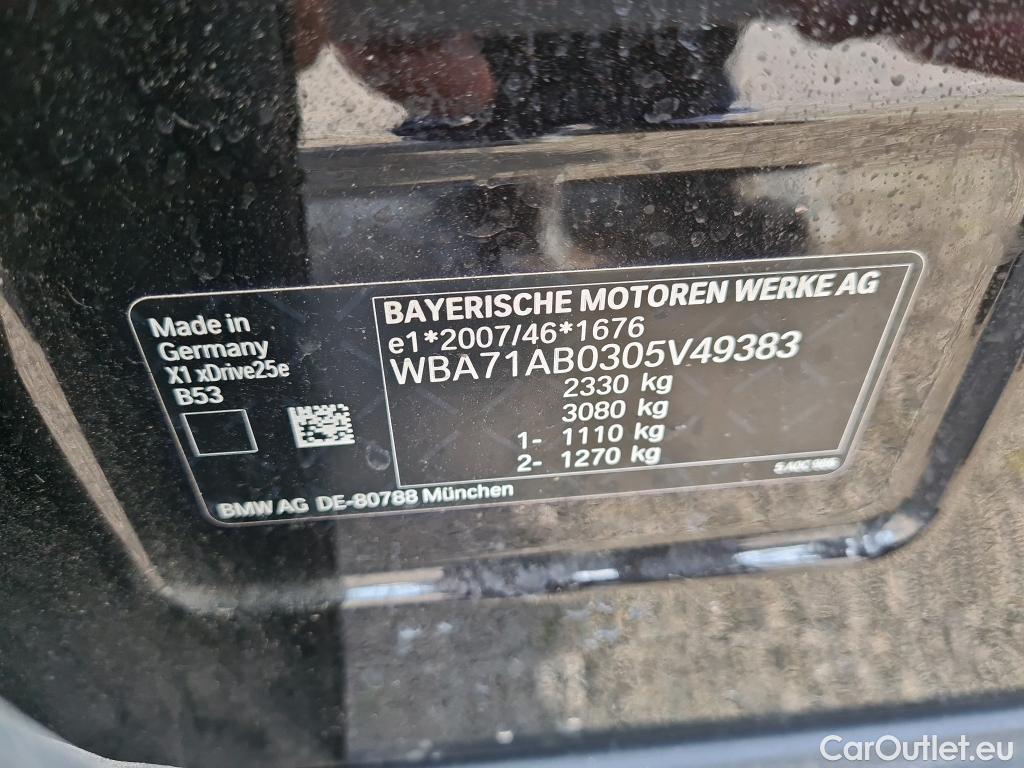 Made in
Germany
X1 xDrive25e
B53
BAYERISCHE MOTOREN WERKE AG
e1*2007/46*1676
WBA71AB0305V49383
2330 kg
3080 kg
1- 1110 kg
2- 1270 kg
BMW AG DE-80788 München
CarOutlet.eu